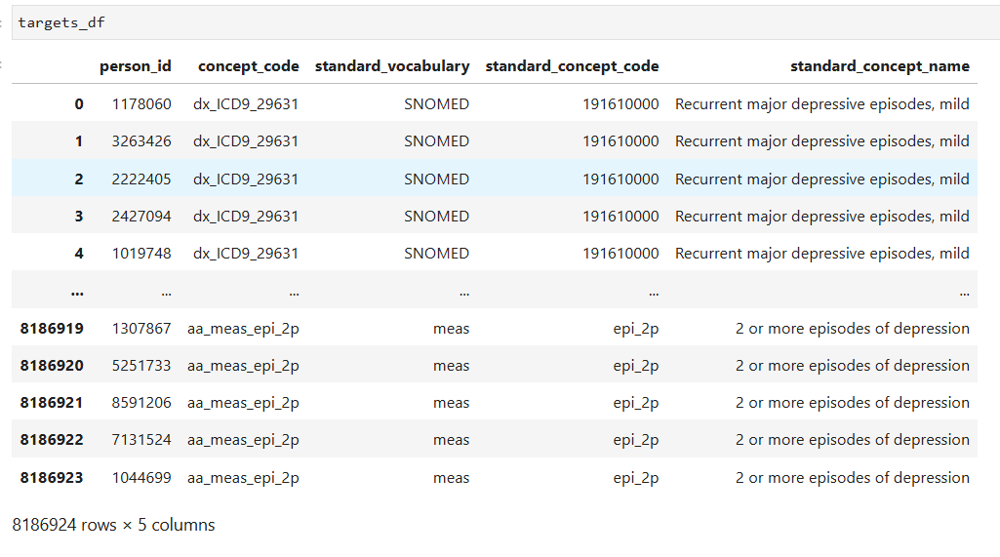 targets_df
person_id concept_code standard_vocabulary standard_concept_code standard_concept_name
0 1178060 dx_ICD9_29631 SNOMED 191610000 Recurrent major depressive episodes, mild
1 3263426 dx_ICD9_29631 SNOMED 191610000 Recurrent major depressive episodes, mild
2 2222405 dx_ICD9_29631 SNOMED 191610000 Recurrent major depressive episodes, mild
3 2427094 dx_ICD9_29631 SNOMED 191610000 Recurrent major depressive episodes, mild
4 1019748 dx_ICD9_29631 SNOMED 191610000 Recurrent major depressive episodes, mild
... ... ... ... ... ...
8186919 1307867 aa_meas_epi_2p meas epi_2p 2 or more episodes of depression
8186920 5251733 aa_meas_epi_2p meas epi_2p 2 or more episodes of depression
8186921 8591206 aa_meas_epi_2p meas epi_2p 2 or more episodes of depression
8186922 7131524 aa_meas_epi_2p meas epi_2p 2 or more episodes of depression
8186923 1044699 aa_meas_epi_2p meas epi_2p 2 or more episodes of depression
8186924 rows × 5 columns